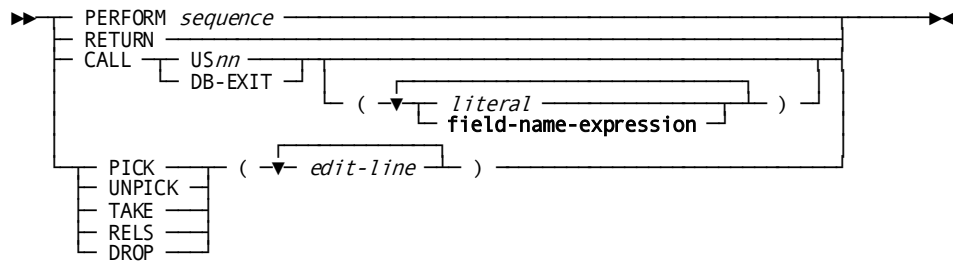 PERFORM sequence
RETURN
CALL USnn
DB-EXIT
( literal )
field-name-expression
PICK ( edit-line )
UNPICK
TAKE
RELS
DROP